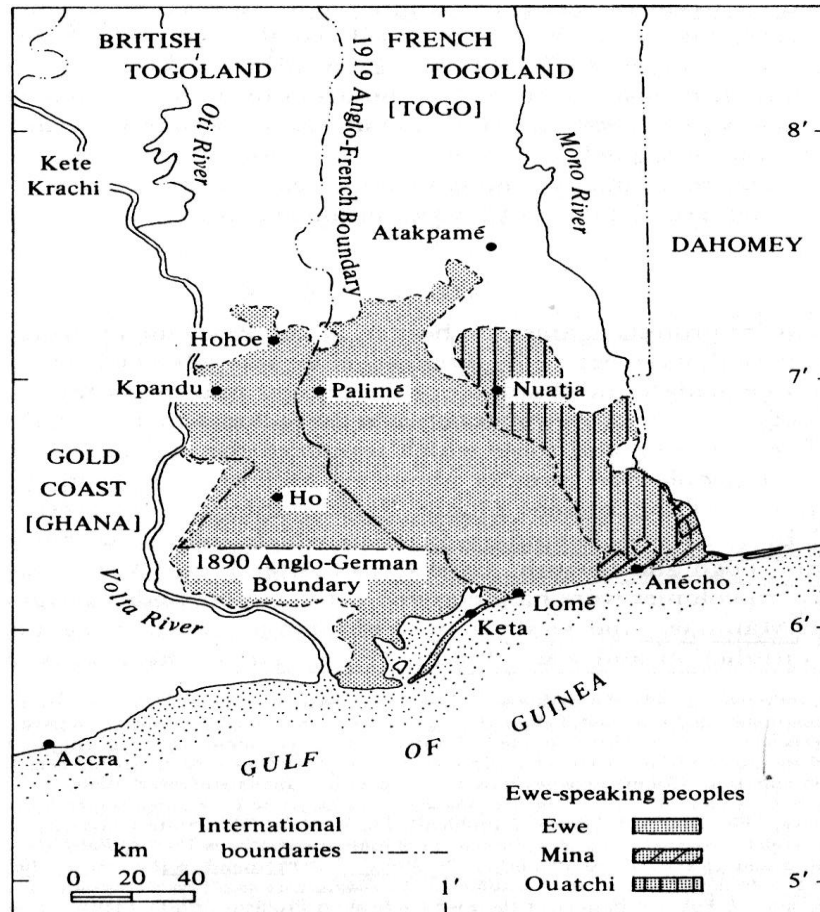 BRITISH
TOGOLAND
FRENCH
TOGOLAND
[TOGO]
1919 Anglo-French Boundary
Oti River
Mono River
8'
Kete
Krachi
Atakpamé
DAHOMEY
Hohoe
7'
Kpandu
Palimé
Nuatja
GOLD
COAST
[GHANA]
Ho
1890 Anglo-German
Boundary
Volta River
Anécho
Lomé
Keta
6'
Accra
GULF OF GUINEA
Ewe-speaking peoples
International
boundaries
Ewe
Mina
Ouatchi
km
0 20 40
1'
5'